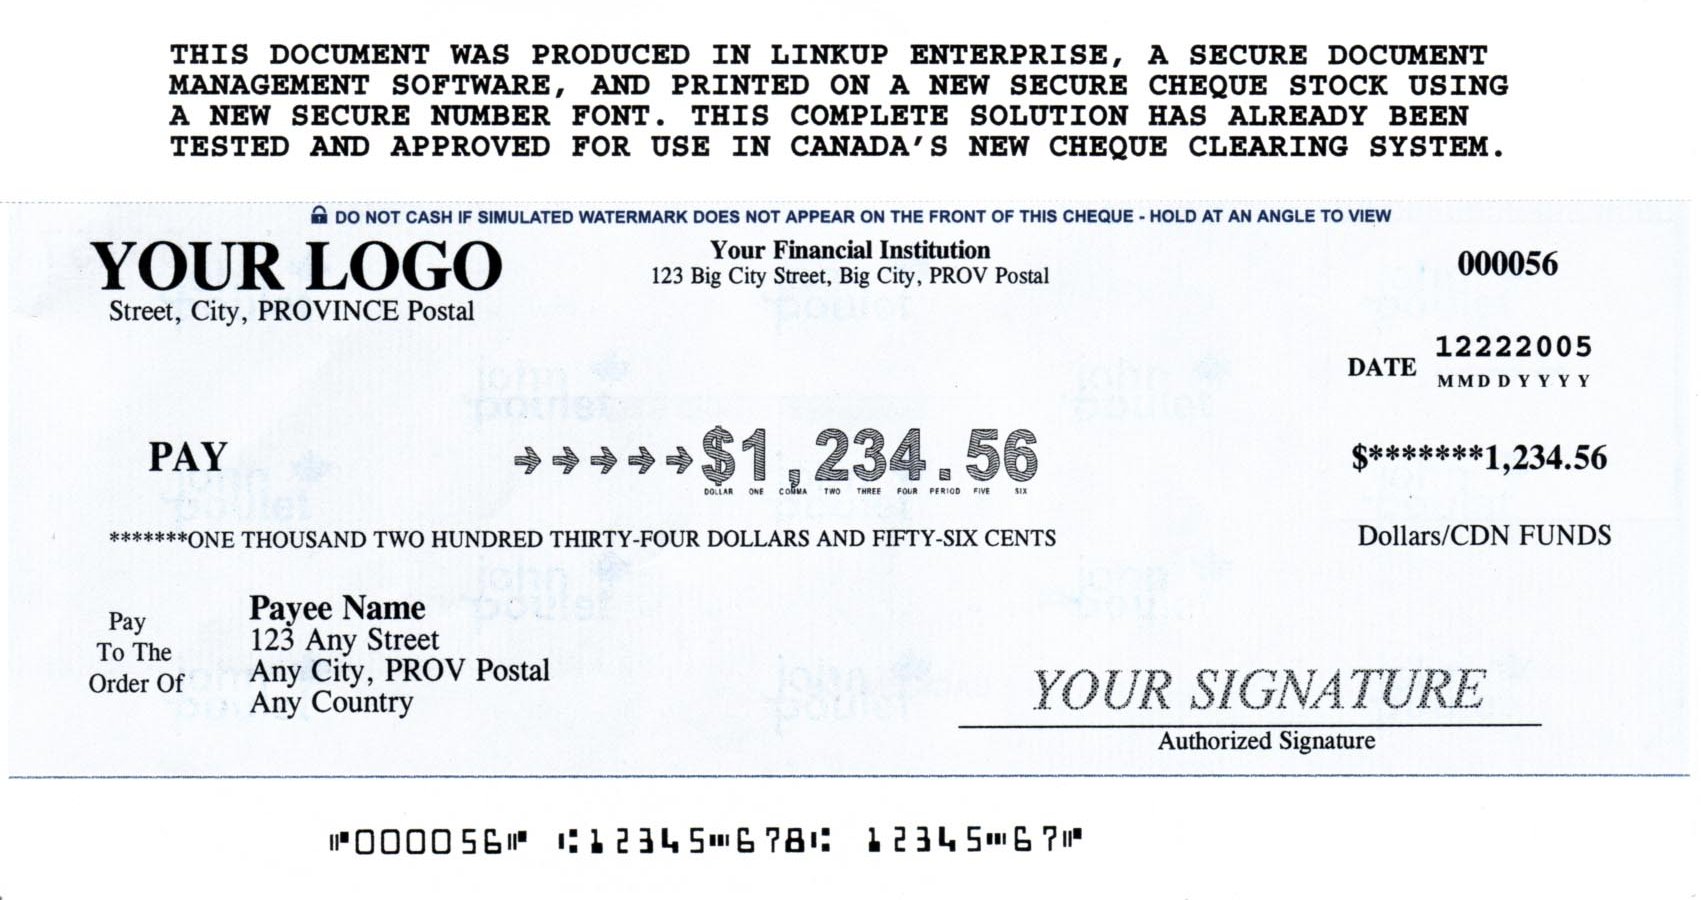 THIS DOCUMENT WAS PRODUCED IN LINKUP ENTERPRISE, A SECURE DOCUMENT
MANAGEMENT SOFTWARE, AND PRINTED ON A NEW SECURE CHEQUE STOCK USING
A NEW SECURE NUMBER FONT. THIS COMPLETE SOLUTION HAS ALREADY BEEN
TESTED AND APPROVED FOR USE IN CANADA'S NEW CHEQUE CLEARING SYSTEM.
DO NOT CASH IF SIMULATED WATERMARK DOES NOT APPEAR ON THE FRONT OF THIS CHEQUE - HOLD AT AN ANGLE TO VIEW
YOUR LOGO
Street, City, PROVINCE Postal
Your Financial Institution
123 Big City Street, Big City, PROV Postal
000056
DATE 12222005
MMDDYYYY
PAY →→→→→$1,234.56 $*******1,234.56
DOLLAR ONE COMMA TWO THREE FOUR PERIOD FIVE SIX
*******ONE THOUSAND TWO HUNDRED THIRTY-FOUR DOLLARS AND FIFTY-SIX CENTS Dollars/CDN FUNDS
Pay
To The
Order Of
Payee Name
123 Any Street
Any City, PROV Postal
Any Country
YOUR SIGNATURE
Authorized Signature
⑈000056⑈ ⑆12345⑉678⑆ 12345⑉67⑈